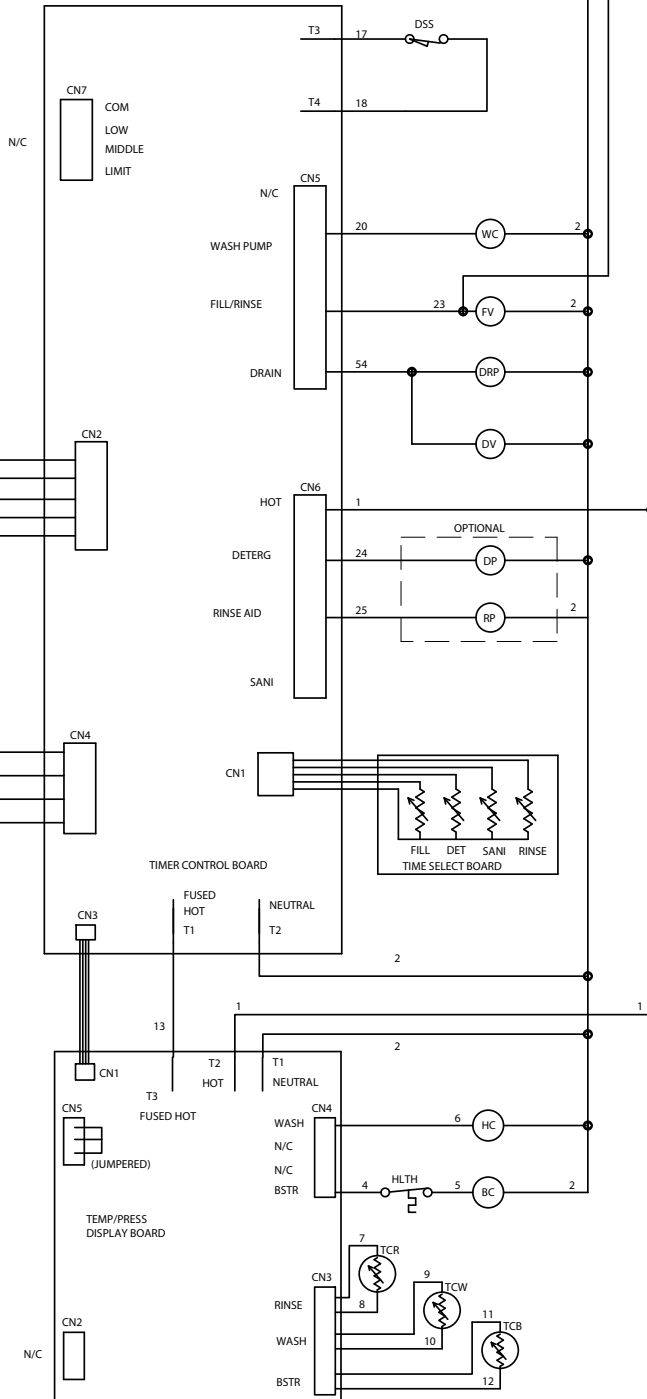 T3
17
DSS
T4
18
CN7
COM
LOW
MIDDLE
LIMIT
N/C
CN5
N/C
20
WC
2
WASH PUMP
FILL/RINSE
23
FV
2
DRAIN
54
DRP
DV
CN2
CN6
HOT
1
OPTIONAL
DETERG
24
DP
RINSE AID
25
RP
2
SANI
CN4
CN1
FILL DET SANI RINSE
TIME SELECT BOARD
TIMER CONTROL BOARD
FUSED
HOT
T1
NEUTRAL
T2
CN3
2
1
1
13
2
CN1
T3
FUSED HOT
T2
HOT
T1
NEUTRAL
CN5
(JUMPERED)
CN4
WASH
6
HC
N/C
N/C
BSTR
4
HLTH
5
BC
2
TEMP/PRESS
DISPLAY BOARD
CN3
7
TCR
RINSE
8
9
TCW
WASH
10
11
TCB
BSTR
12
CN2
N/C